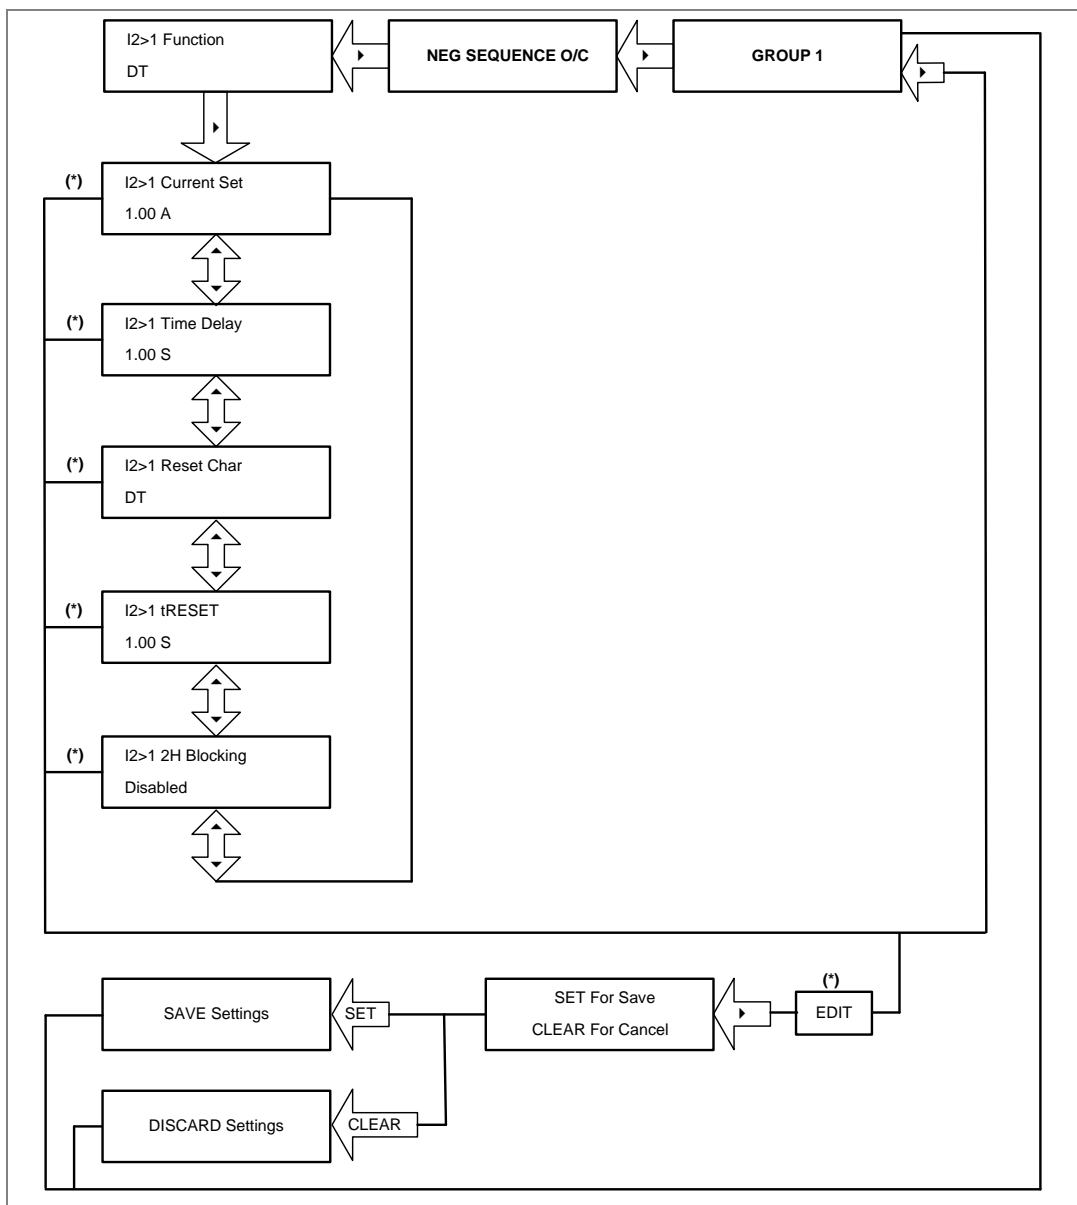 I2>1 Function
DT
NEG SEQUENCE O/C
GROUP 1
(*)
I2>1 Current Set
1.00 A
(*)
I2>1 Time Delay
1.00 S
(*)
I2>1 Reset Char
DT
(*)
I2>1 tRESET
1.00 S
(*)
I2>1 2H Blocking
Disabled
SAVE Settings
SET
SET For Save
CLEAR For Cancel
(*)
EDIT
DISCARD Settings
CLEAR